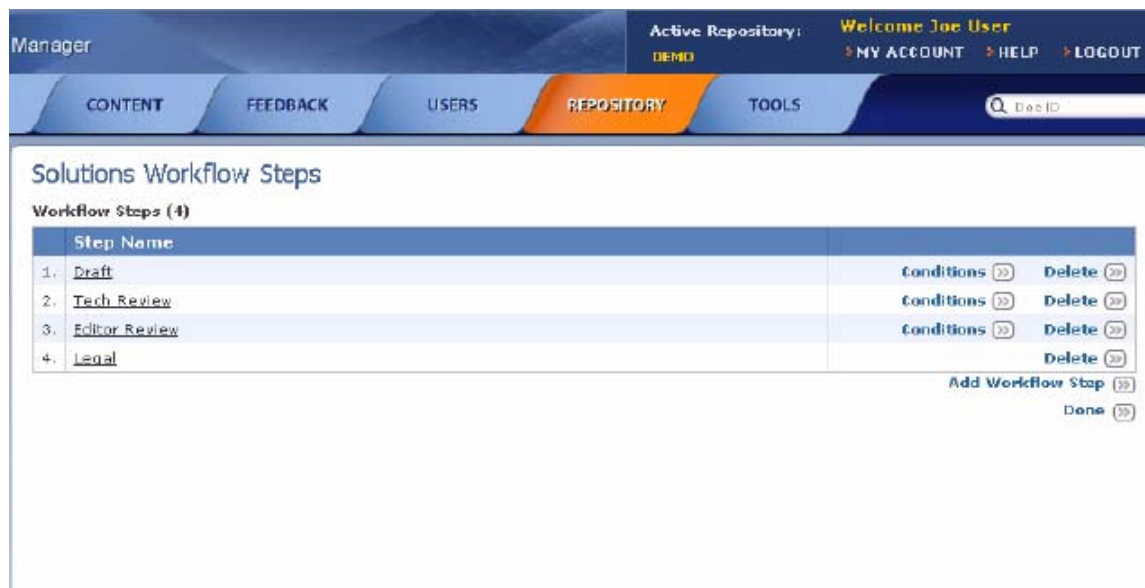 Manager
Active Repository:
DEMO
Welcome Joe User
MY ACCOUNT HELP LOGOUT
CONTENT FEEDBACK USERS REPOSITORY TOOLS
Doc ID
Solutions Workflow Steps
Workflow Steps (4)
Step Name
1. Draft Conditions Delete
2. Tech Review Conditions Delete
3. Editor Review Conditions Delete
4. Legal Delete
Add Workflow Step
Done